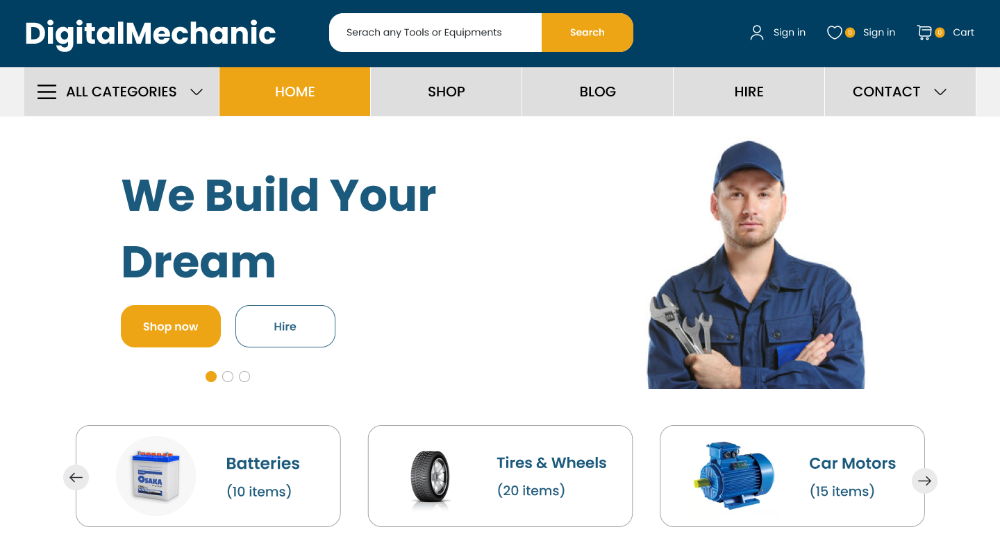 DigitalMechanic
Serach any Tools or Equipments
Search
Sign in
0
Sign in
0
Cart
ALL CATEGORIES
HOME
SHOP
BLOG
HIRE
CONTACT
We Build Your
Dream
Shop now
Hire
Batteries
(10 items)
OSAKA
Tires & Wheels
(20 items)
Car Motors
(15 items)